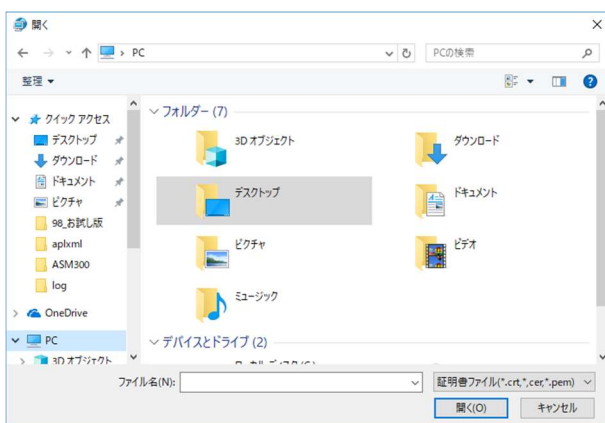 開く
PC
PCの検索
整理
クイック アクセス
デスクトップ
ダウンロード
ドキュメント
ピクチャ
98_お試し版
aplxml
ASM300
log
OneDrive
PC
3D オブジェクト
フォルダー (7)
3D オブジェクト
ダウンロード
デスクトップ
ドキュメント
ピクチャ
ビデオ
ミュージック
デバイスとドライブ (2)
ファイル名(N):
証明書ファイル(*.crt,*,cer,*.pem)
開く(O)
キャンセル